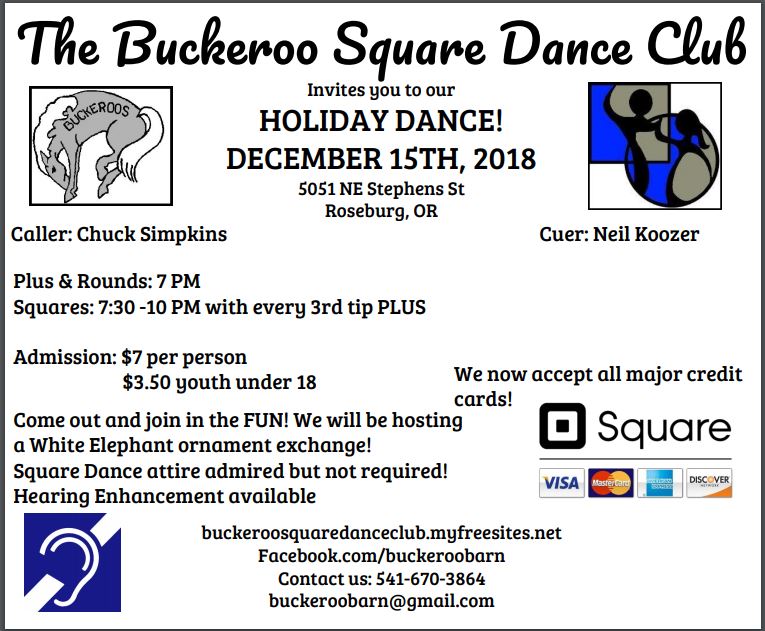 The Buckeroo Square Dance Club
Invites you to our
HOLIDAY DANCE!
DECEMBER 15TH, 2018
5051 NE Stephens St
Roseburg, OR
BUCKEROOS
Caller: Chuck Simpkins
Cuer: Neil Koozer
Plus & Rounds: 7 PM
Squares: 7:30 -10 PM with every 3rd tip PLUS
Admission: $7 per person
$3.50 youth under 18
We now accept all major credit
cards!
Square
VISA MasterCard AMERICAN EXPRESS DISCOVER NETWORK
Come out and join in the FUN! We will be hosting
a White Elephant ornament exchange!
Square Dance attire admired but not required!
Hearing Enhancement available
buckeroosquaredanceclub.myfreesites.net
Facebook.com/buckeroobarn
Contact us: 541-670-3864
buckeroobarn@gmail.com